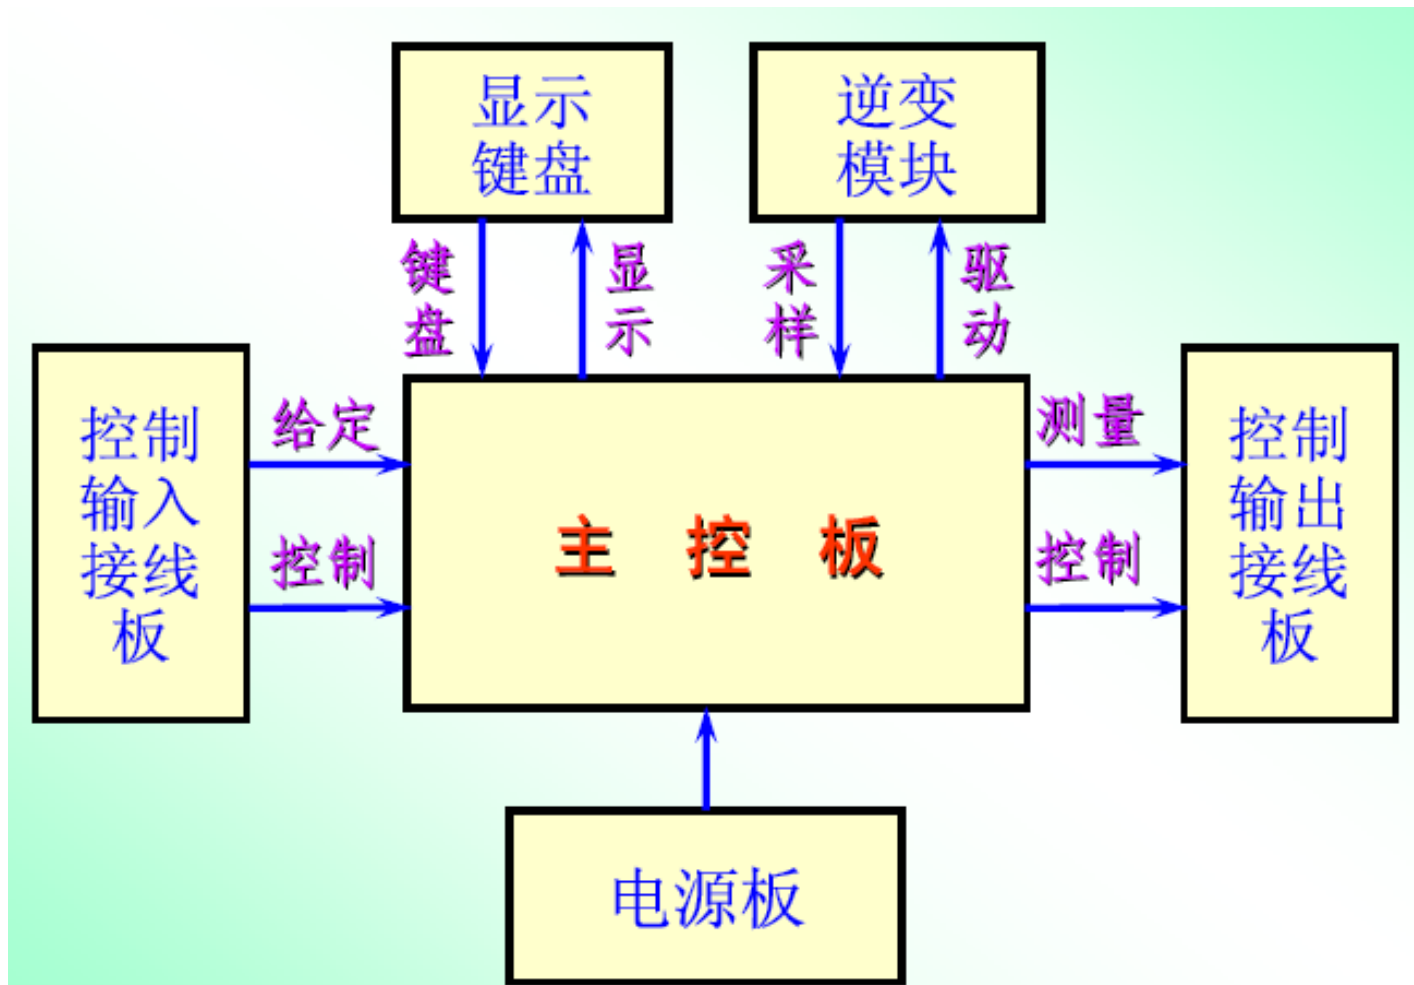 显示
键盘
逆变
模块
键盘
显示
采样
驱动
控制
输入
接线
板
给定
控制
主控板
测量
控制
控制
输出
接线
板
电源板